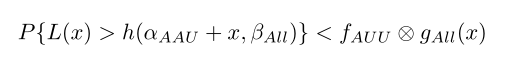 P{L(x) > h(α_{AAU} + x, β_{All})} < f_{AUU} ⊗ g_{All}(x)